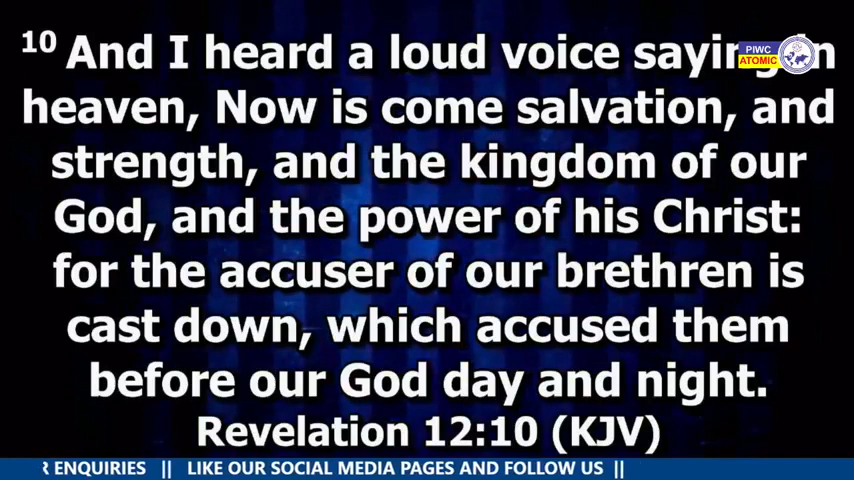 10 And I heard a loud voice saying in
heaven, Now is come salvation, and
strength, and the kingdom of our
God, and the power of his Christ:
for the accuser of our brethren is
cast down, which accused them
before our God day and night.
Revelation 12:10 (KJV)
PIWC
ATOMIC
R ENQUIRIES || LIKE OUR SOCIAL MEDIA PAGES AND FOLLOW US ||